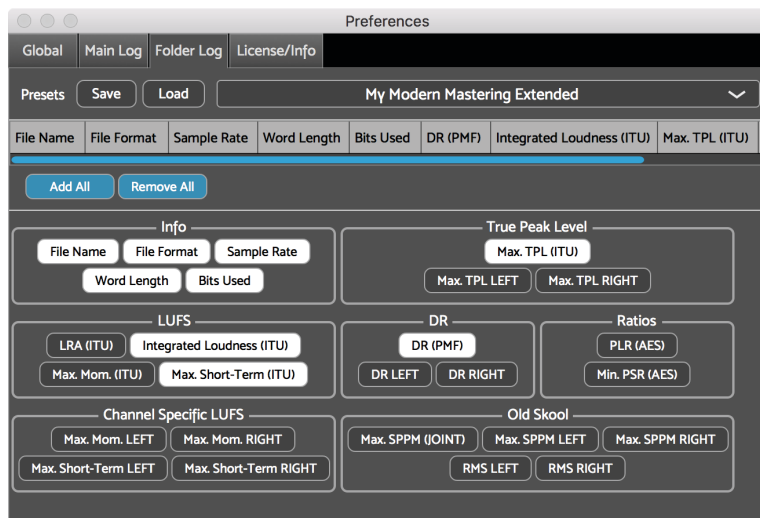 Preferences
Global Main Log Folder Log License/Info
Presets Save Load My Modern Mastering Extended
File Name File Format Sample Rate Word Length Bits Used DR (PMF) Integrated Loudness (ITU) Max. TPL (ITU)
Add All Remove All
Info
File Name File Format Sample Rate
Word Length Bits Used
True Peak Level
Max. TPL (ITU)
Max. TPL LEFT Max. TPL RIGHT
LUFS
LRA (ITU) Integrated Loudness (ITU)
Max. Mom. (ITU) Max. Short-Term (ITU)
DR
DR (PMF)
DR LEFT DR RIGHT
Ratios
PLR (AES)
Min. PSR (AES)
Channel Specific LUFS
Max. Mom. LEFT Max. Mom. RIGHT
Max. Short-Term LEFT Max. Short-Term RIGHT
Old Skool
Max. SPPM (JOINT) Max. SPPM LEFT Max. SPPM RIGHT
RMS LEFT RMS RIGHT